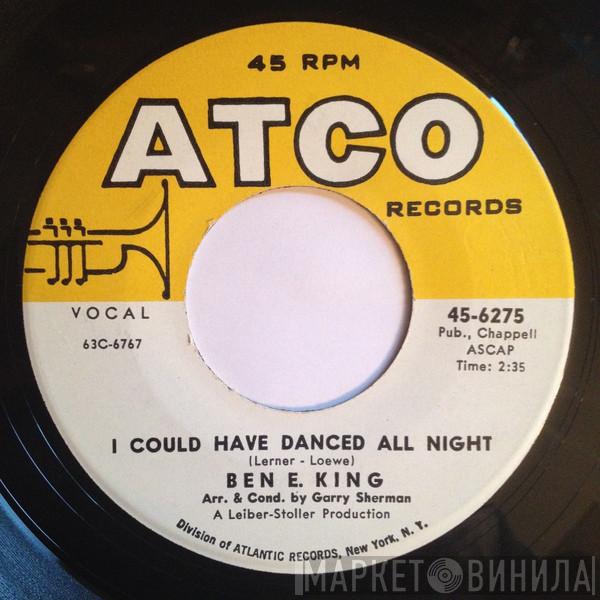 45 RPM
ATCO
RECORDS
VOCAL
63C-6767
45-6275
Pub., Chappell
ASCAP
Time: 2:35
I COULD HAVE DANCED ALL NIGHT
(Lerner - Loewe)
BEN E. KING
Arr. & Cond. by Garry Sherman
A Leiber-Stoller Production
Division of ATLANTIC RECORDS, New York, N. Y.
МАРКЕТ ВИНИЛА